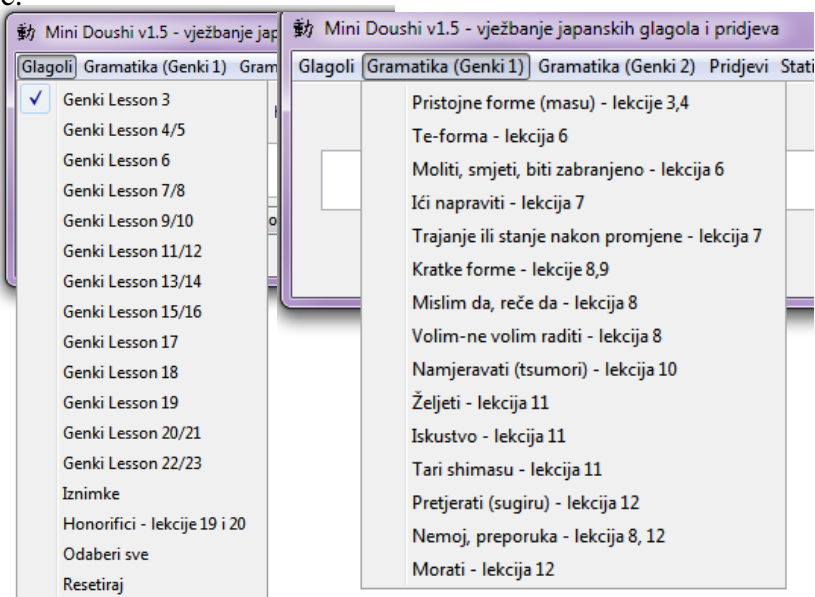 c.
動 Mini Doushi v1.5 - vježbanje jap
Glagoli Gramatika (Genki 1) Gram
✓ Genki Lesson 3
Genki Lesson 4/5
Genki Lesson 6
Genki Lesson 7/8
Genki Lesson 9/10
Genki Lesson 11/12
Genki Lesson 13/14
Genki Lesson 15/16
Genki Lesson 17
Genki Lesson 18
Genki Lesson 19
Genki Lesson 20/21
Genki Lesson 22/23
Iznimke
Honorifici - lekcije 19 i 20
Odaberi sve
Resetiraj
動 Mini Doushi v1.5 - vježbanje japanskih glagola i pridjeva
Glagoli Gramatika (Genki 1) Gramatika (Genki 2) Pridjevi Stati
Pristojne forme (masu) - lekcije 3,4
Te-forma - lekcija 6
Moliti, smjeti, biti zabranjeno - lekcija 6
Ići napraviti - lekcija 7
Trajanje ili stanje nakon promjene - lekcija 7
Kratke forme - lekcije 8,9
Mislim da, reče da - lekcija 8
Volim-ne volim raditi - lekcija 8
Namjeravati (tsumori) - lekcija 10
Željeti - lekcija 11
Iskustvo - lekcija 11
Tari shimasu - lekcija 11
Pretjerati (sugiru) - lekcija 12
Nemoj, preporuka - lekcija 8, 12
Morati - lekcija 12